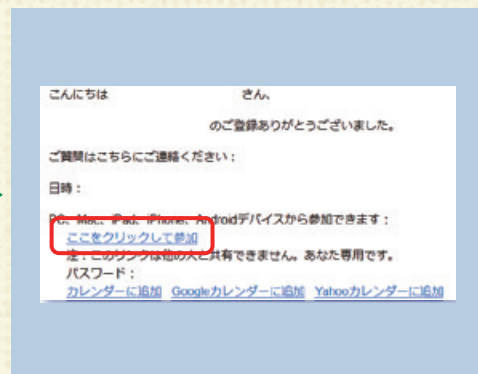 こんにちは さん、
のご登録ありがとうございました。
ご質問はこちらにご連絡ください：
日時：
PC、Mac、iPad、iPhone、Androidデバイスから参加できます：
ここをクリックして参加
注：このリンクは他の人と共有できません。あなた専用です。
パスワード：
カレンダーに追加 Googleカレンダーに追加 Yahooカレンダーに追加